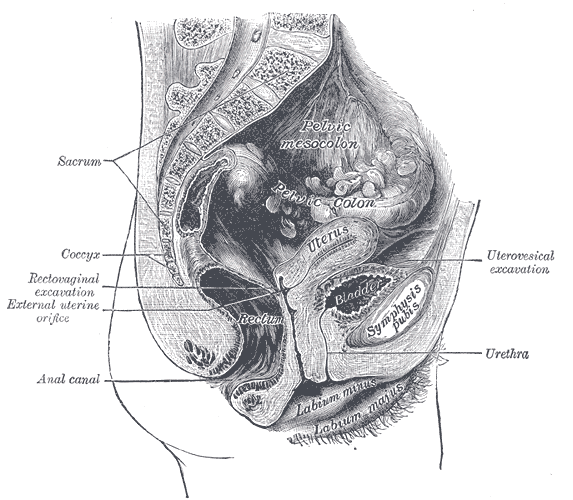 Pelvic
mesocolon
Sacrum
Pelvic Colon
Uterus
Coccyx
Uterovesical
excavation
Rectovaginal
excavation
External uterine
orifice
Bladder
Rectum
Symphysis
pubis
Urethra
Anal canal
Labium minus
Labium majus